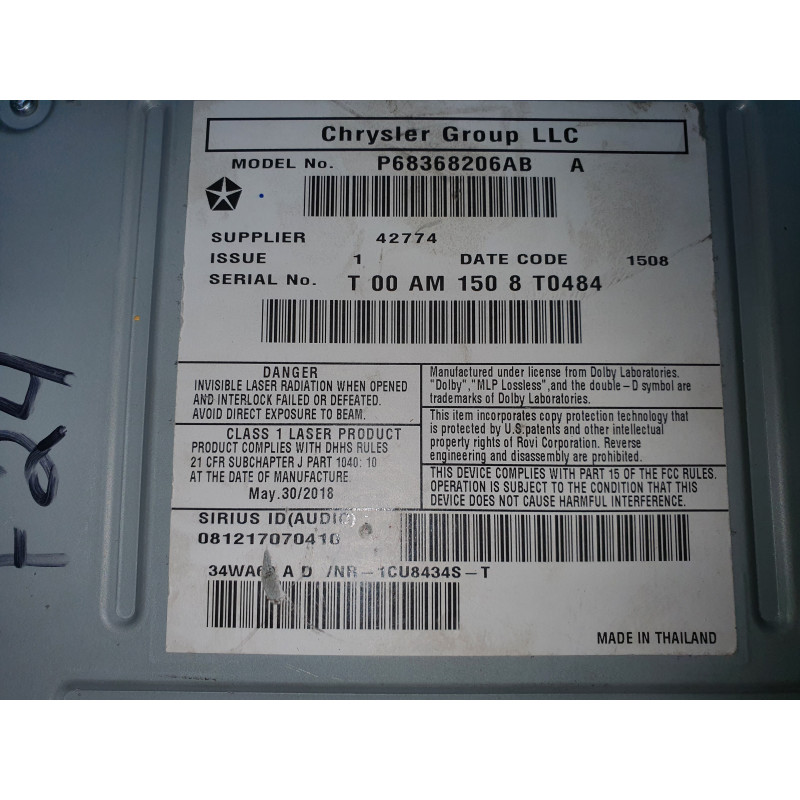 Chrysler Group LLC
MODEL No. P68368206AB A
SUPPLIER 42774
ISSUE 1 DATE CODE 1508
SERIAL No. T 00 AM 150 8 T0484
DANGER
INVISIBLE LASER RADIATION WHEN OPENED
AND INTERLOCK FAILED OR DEFEATED.
AVOID DIRECT EXPOSURE TO BEAM.
CLASS 1 LASER PRODUCT
PRODUCT COMPLIES WITH DHHS RULES
21 CFR SUBCHAPTER J PART 1040: 10
AT THE DATE OF MANUFACTURE.
May.30/2018
Manufactured under license from Dolby Laboratories.
"Dolby","MLP Lossless",and the double-D symbol are
trademarks of Dolby Laboratories.
This item incorporates copy protection technology that
is protected by U.S. patents and other intellectual
property rights of Rovi Corporation. Reverse
engineering and disassembly are prohibited.
THIS DEVICE COMPLIES WITH PART 15 OF THE FCC RULES.
OPERATION IS SUBJECT TO THE CONDITION THAT THIS
DEVICE DOES NOT CAUSE HARMFUL INTERFERENCE.
SIRIUS ID(AUDIO)
081217070410
A D /NR-1CU8434S-T
MADE IN THAILAND